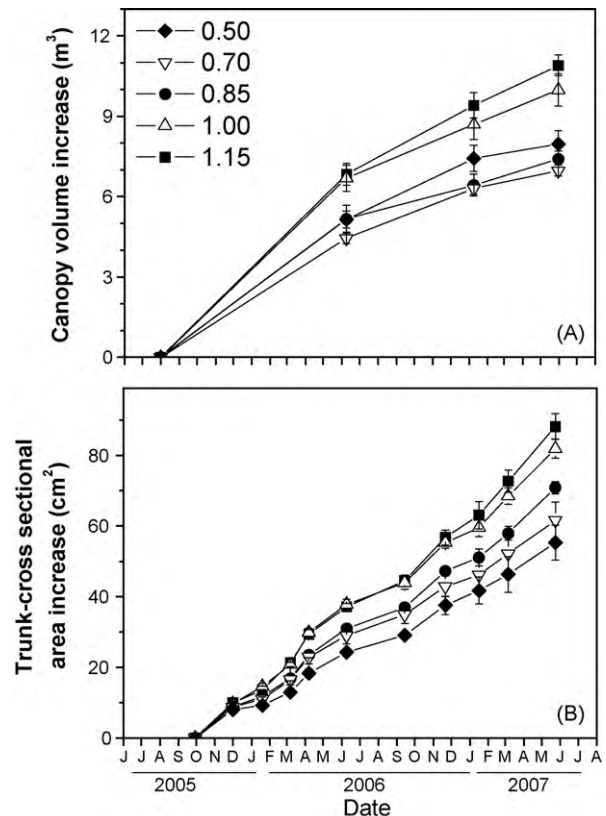 12
9
6
3
0
Canopy volume increase (m³)
0.50
0.70
0.85
1.00
1.15
(A)
80
60
40
20
0
Trunk-cross sectional
area increase (cm²)
(B)
J J A S O N D J F M A M J J A S O N D J F M A M J J A
2005 2006 2007
Date